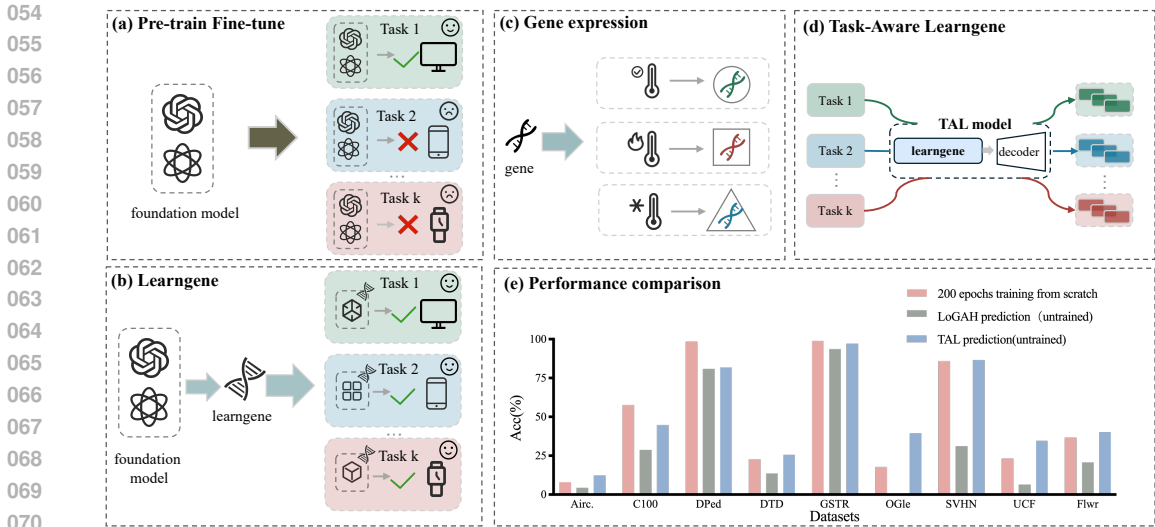 054
055
056
057
058
059
060
061
062
063
064
065
066
067
068
069
070
(a) Pre-train Fine-tune
foundation model
Task 1
Task 2
...
Task k
(b) Learngene
foundation
model
learngene
Task 1
Task 2
...
Task k
(c) Gene expression
gene
(d) Task-Aware Learngene
Task 1
Task 2
Task k
TAL model
learngene
decoder
(e) Performance comparison
200 epochs training from scratch
LoGAH prediction（untrained)
TAL prediction(untrained)
Acc(%)
100
75
50
25
0
Airc. C100 DPed DTD GSTR OGle SVHN UCF Flwr
Datasets